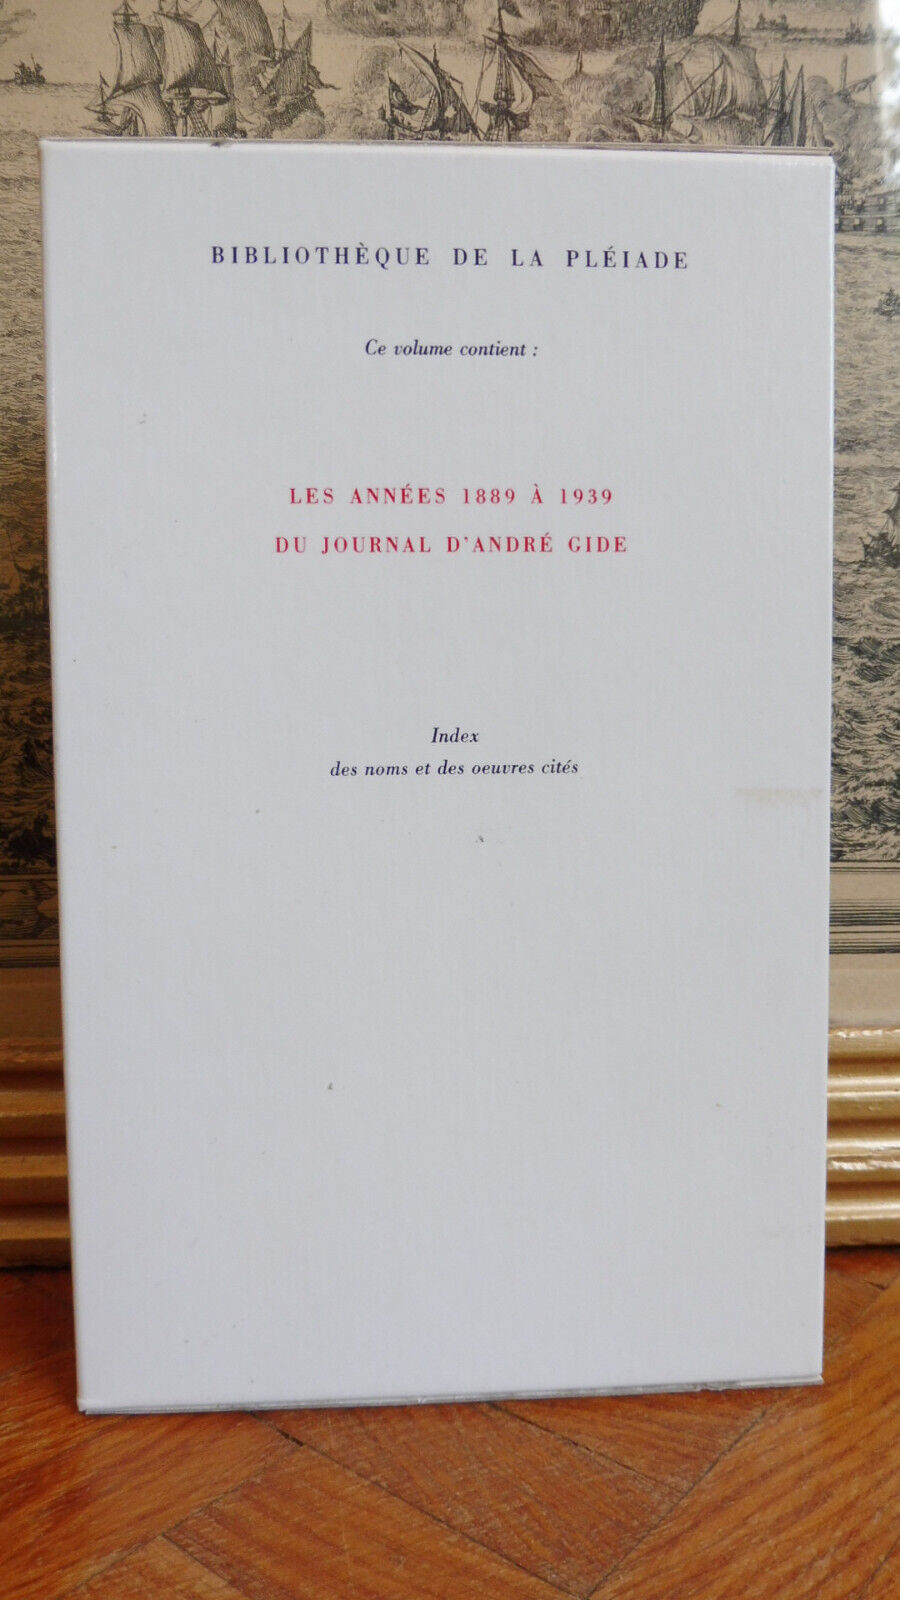 BIBLIOTHÈQUE DE LA PLÉIADE
Ce volume contient :
LES ANNÉES 1889 À 1939
DU JOURNAL D'ANDRÉ GIDE
Index
des noms et des oeuvres cités